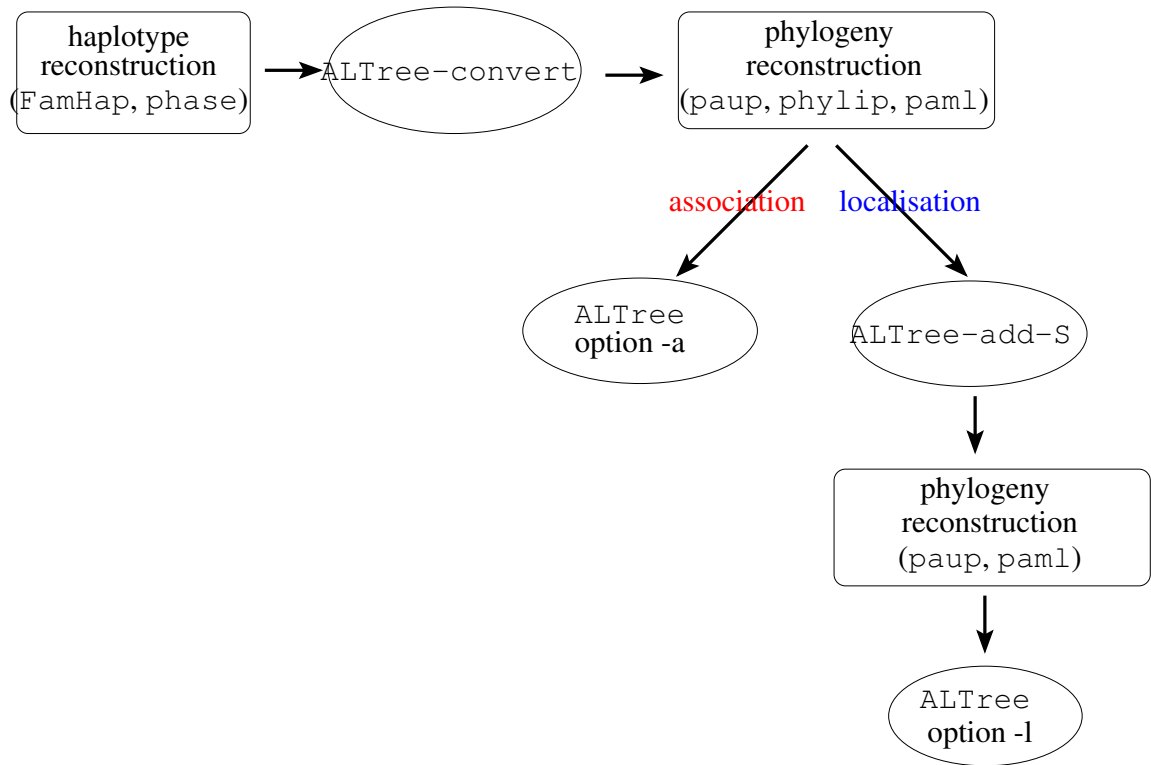 haplotype
reconstruction
(FamHap, phase)
ALTree-convert
phylogeny
reconstruction
(paup, phylip, paml)
association
localisation
ALTree
option -a
ALTree-add-S
phylogeny
reconstruction
(paup, paml)
ALTree
option -l